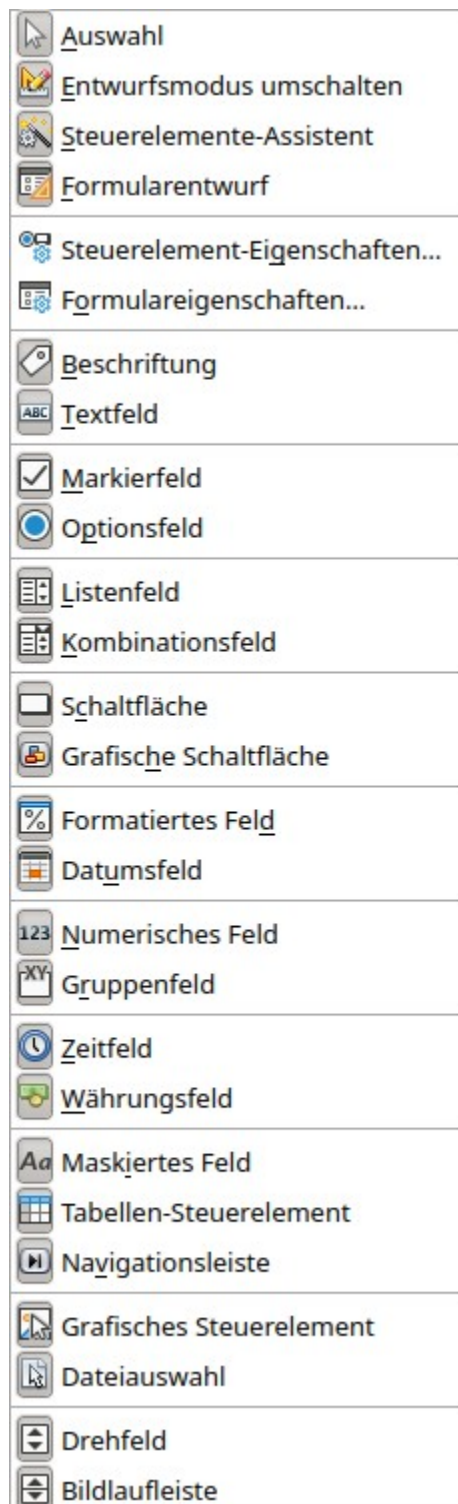 Auswahl
Entwurfsmodus umschalten
Steuerelemente-Assistent
Formularentwurf
Steuerelement-Eigenschaften...
Formulareigenschaften...
Beschriftung
ABC Textfeld
Markierfeld
Optionsfeld
Listenfeld
Kombinationsfeld
Schaltfläche
Grafische Schaltfläche
% Formatiertes Feld
Datumsfeld
123 Numerisches Feld
XY Gruppenfeld
Zeitfeld
Währungsfeld
Aa Maskiertes Feld
Tabellen-Steuerelement
Navigationsleiste
Grafisches Steuerelement
Dateiauswahl
Drehfeld
Bildlaufleiste